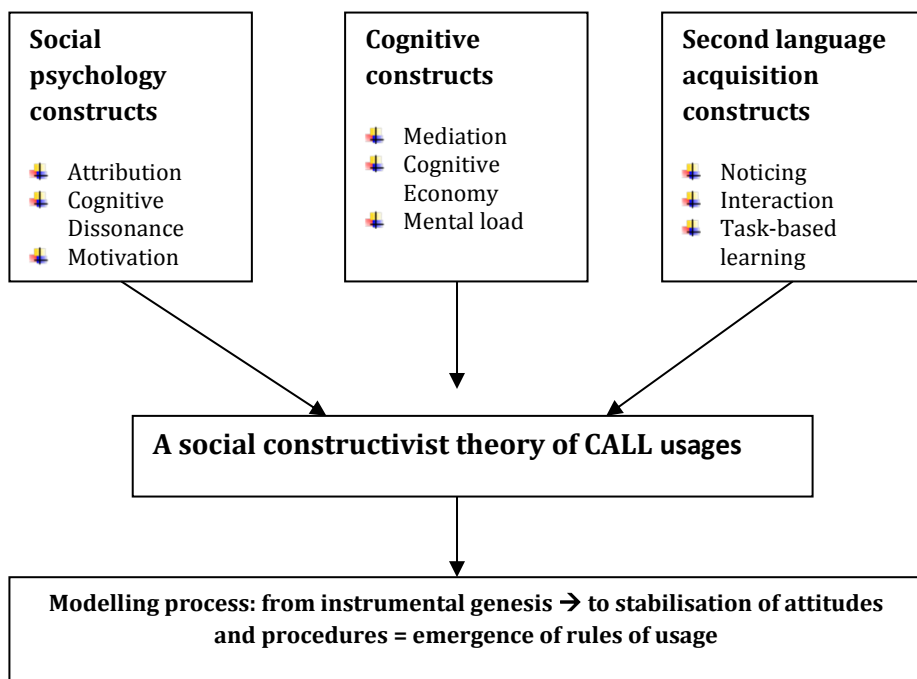 Social
psychology
constructs
Attribution
Cognitive
Dissonance
Motivation
Cognitive
constructs
Mediation
Cognitive
Economy
Mental load
Second language
acquisition
constructs
Noticing
Interaction
Task-based
learning
A social constructivist theory of CALL usages
Modelling process: from instrumental genesis → to stabilisation of attitudes
and procedures = emergence of rules of usage